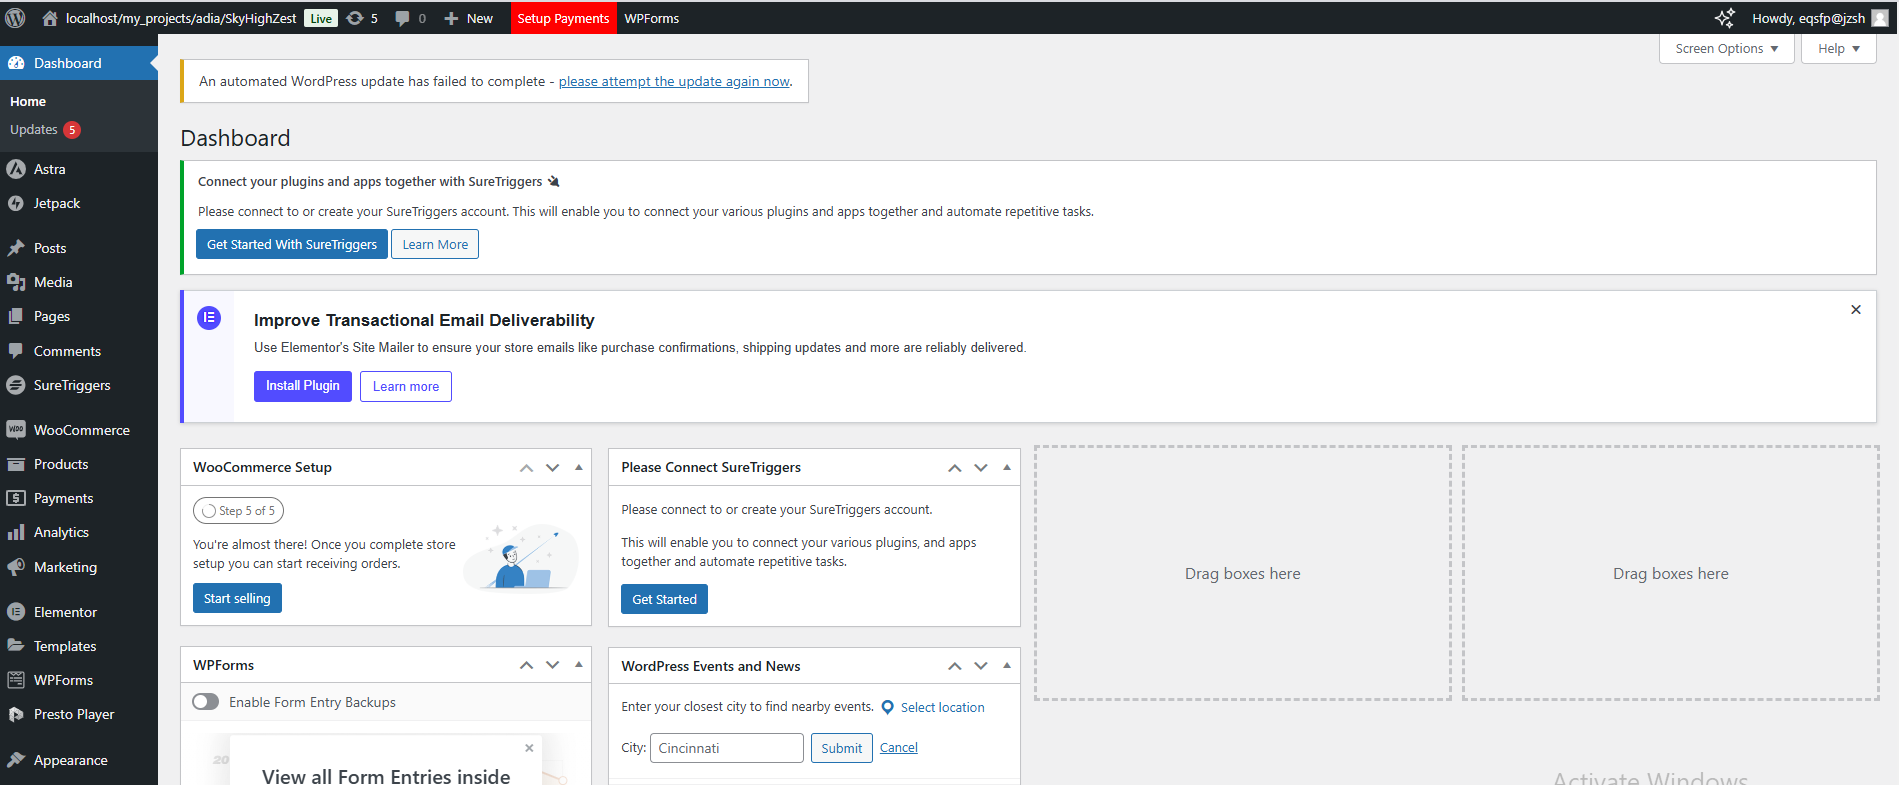 localhost/my_projects/adia/SkyHighZest Live 5 0 New Setup Payments WPForms Howdy, eqsfp@jzsh
Screen Options Help
Dashboard
Home
Updates 5
Astra
Jetpack
Posts
Media
Pages
Comments
SureTriggers
WooCommerce
Products
Payments
Analytics
Marketing
Elementor
Templates
WPForms
Presto Player
Appearance
An automated WordPress update has failed to complete - please attempt the update again now.
Dashboard
Connect your plugins and apps together with SureTriggers
Please connect to or create your SureTriggers account. This will enable you to connect your various plugins and apps together and automate repetitive tasks.
Get Started With SureTriggers Learn More
Improve Transactional Email Deliverability
Use Elementor's Site Mailer to ensure your store emails like purchase confirmations, shipping updates and more are reliably delivered.
Install Plugin Learn more
WooCommerce Setup
Step 5 of 5
You're almost there! Once you complete store
setup you can start receiving orders.
Start selling
WPForms
Enable Form Entry Backups
20
View all Form Entries inside
Please Connect SureTriggers
Please connect to or create your SureTriggers account.
This will enable you to connect your various plugins, and apps
together and automate repetitive tasks.
Get Started
WordPress Events and News
Enter your closest city to find nearby events. Select location
City: Cincinnati Submit Cancel
Drag boxes here
Drag boxes here
Activate Windows